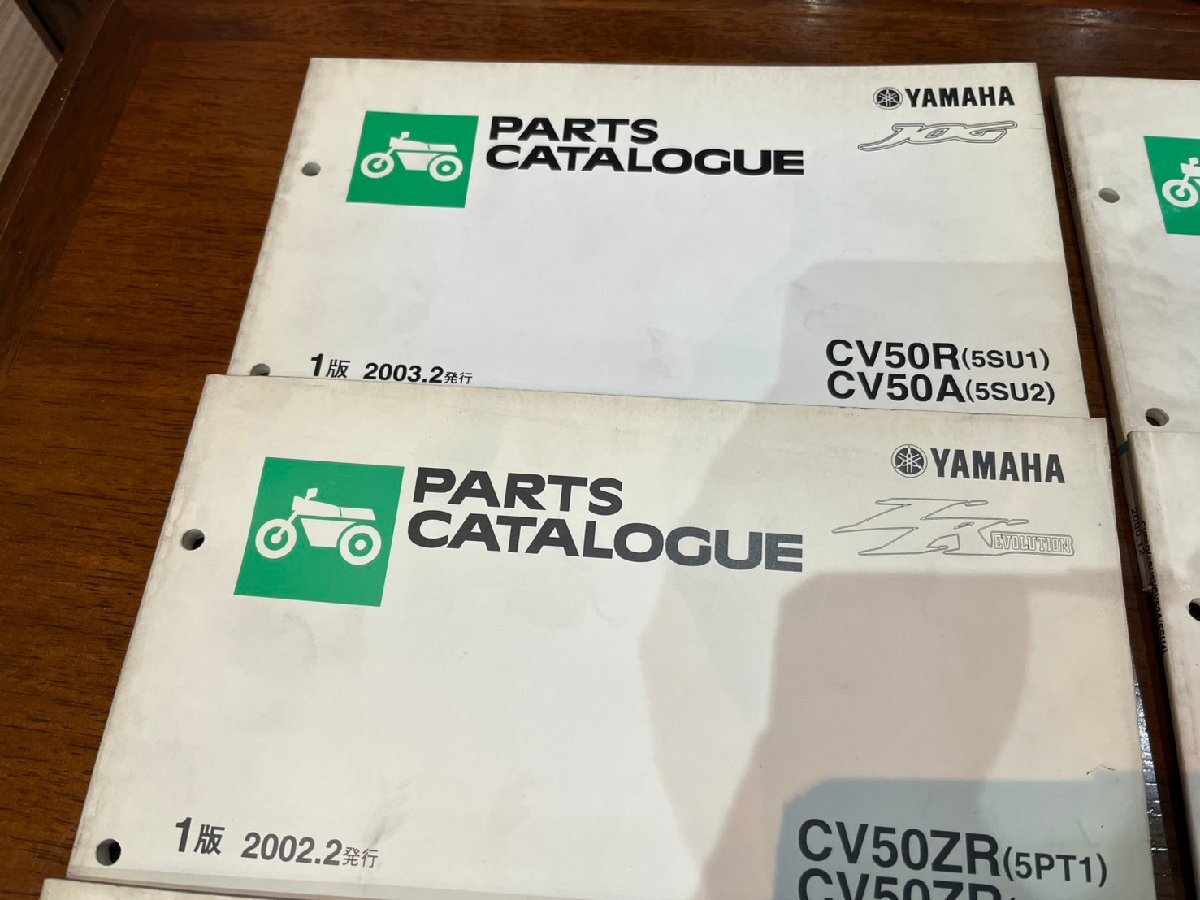 YAMAHA
JOG
PARTS
CATALOGUE
CV50R(5SU1)
CV50A(5SU2)
1版 2003.2発行
YAMAHA
ZR EVOLUTION
PARTS
CATALOGUE
1版 2002.2発行
CV50ZR(5PT1)
CV50ZR